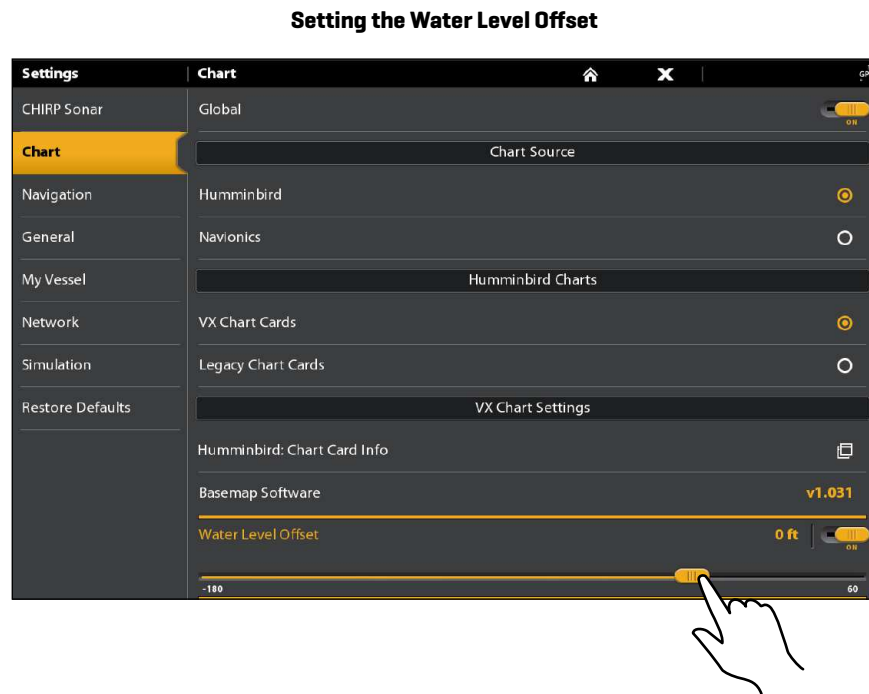 Setting the Water Level Offset
Settings
Chart
GP
CHIRP Sonar
Global
ON
Chart
Chart Source
Navigation
Humminbird
General
Navionics
My Vessel
Humminbird Charts
Network
VX Chart Cards
Simulation
Legacy Chart Cards
Restore Defaults
VX Chart Settings
Humminbird: Chart Card Info
Basemap Software v1.031
Water Level Offset 0 ft ON
-180 60